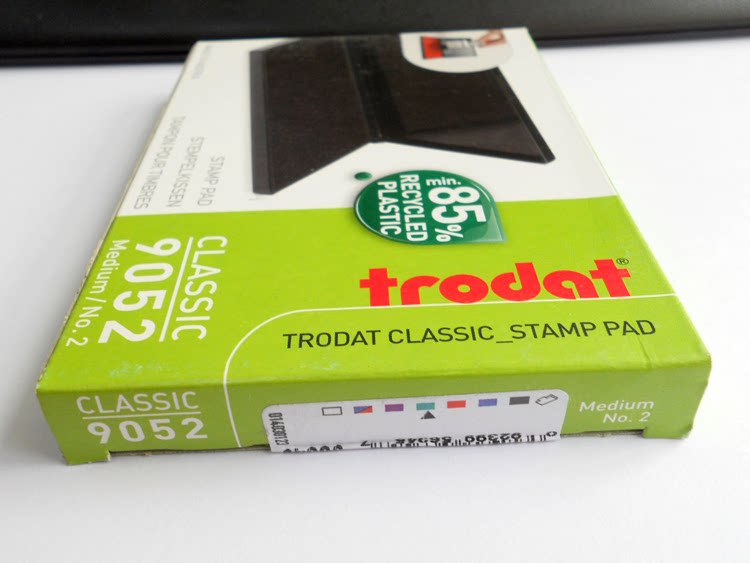 STAMP PAD
STEMPELKISSEN
TAMPON POUR TIMBRES
min.
85%
RECYCLED
PLASTIC
CLASSIC
9052
Medium / No. 2
trodat®
TRODAT CLASSIC_STAMP PAD
CLASSIC
9052
Medium
No. 2